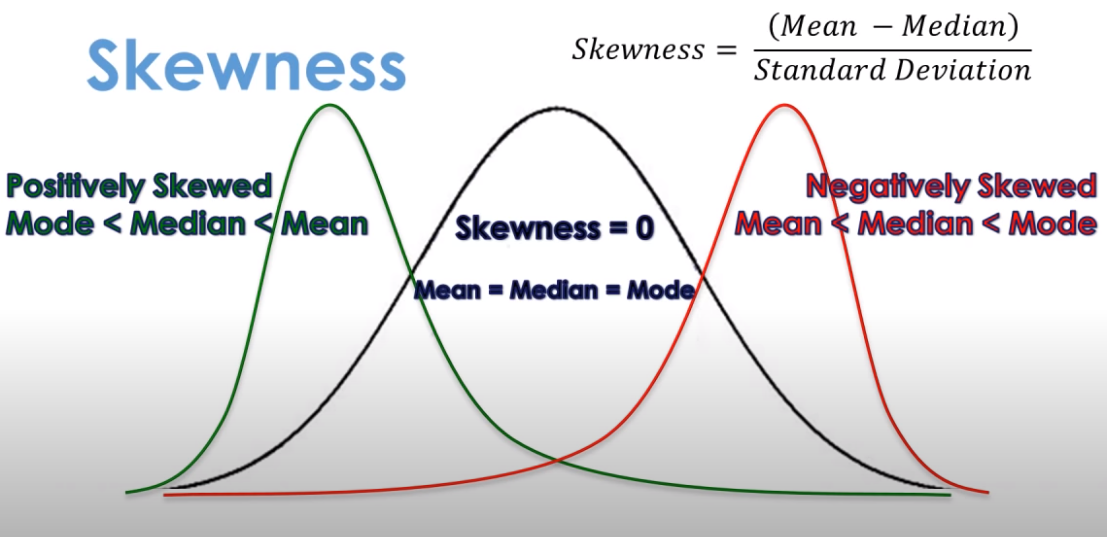 Skewness
Skewness = (Mean − Median) / Standard Deviation
Positively Skewed
Mode < Median < Mean
Skewness = 0
Mean = Median = Mode
Negatively Skewed
Mean < Median < Mode